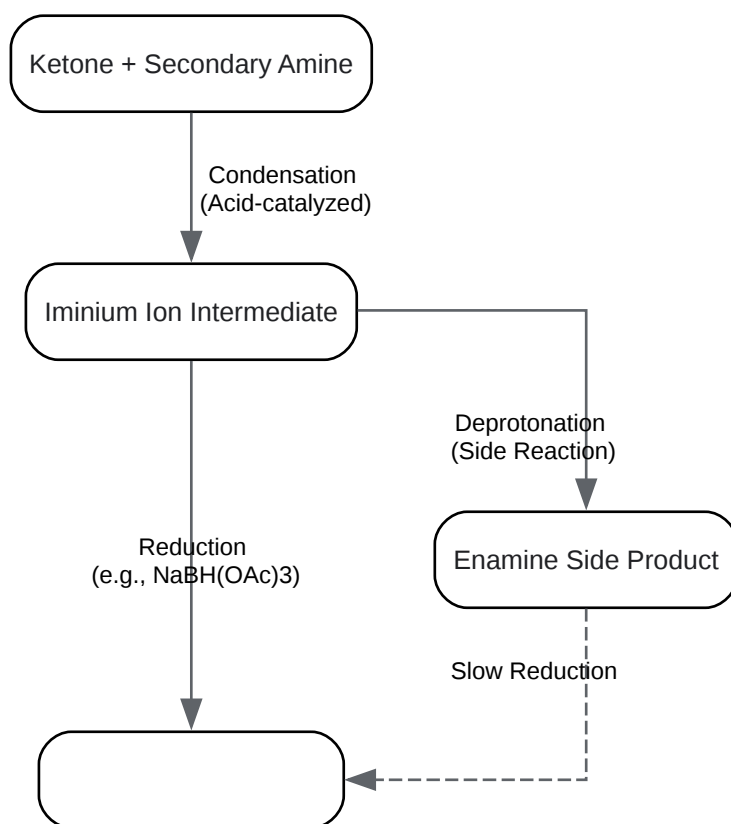 Ketone + Secondary Amine
Condensation
(Acid-catalyzed)
Iminium Ion Intermediate
Deprotonation
(Side Reaction)
Reduction
(e.g., NaBH(OAc)3)
Enamine Side Product
Slow Reduction